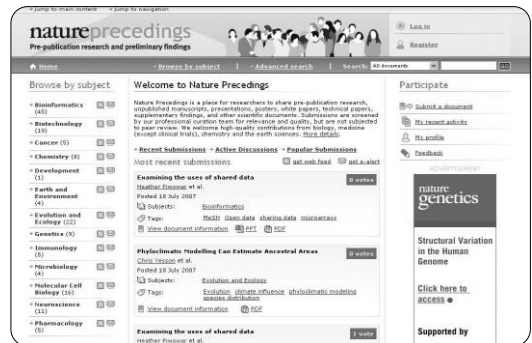 Jump to main content Jump to navigation
natureprecedings
Pre-publication research and preliminary findings
Log in
Register
Home
Browse by subject | Advanced search | Search: All documents GO
Browse by subject
Bioinformatics (45)
Biotechnology (19)
Cancer (5)
Chemistry (8)
Development (1)
Earth and Environment (4)
Evolution and Ecology (22)
Genetics (9)
Immunology (5)
Microbiology (4)
Molecular Cell Biology (16)
Neuroscience (11)
Pharmacology (5)
Welcome to Nature Precedings
Nature Precedings is a place for researchers to share pre-publication research,
unpublished manuscripts, presentations, posters, white papers, technical papers,
supplementary findings, and other scientific documents. Submissions are screened
by our professional curation team for relevance and quality, but are not subjected
to peer review. We welcome high-quality contributions from biology, medicine
(except clinical trials), chemistry and the earth sciences. More details.
Recent Submissions Active Discussions Popular Submissions
Most recent submissions get web feed get e-alert
Examining the uses of shared data 0 votes
Heather Piwowar et al.
Posted 18 July 2007
Subjects: Bioinformatics
Tags: MeSH Open data sharing data microarrays
View document information PPT PDF
Phyloclimatic Modelling Can Estimate Ancestral Areas 0 votes
Chris Yesson et al.
Posted 18 July 2007
Subjects: Evolution and Ecology
Tags: Evolution climate influence phyloclimatic modeling
species distribution
View document information PDF
Examining the uses of shared data 1 vote
Heather Piwowar et al.
Participate
Submit a document
My recent activity
My profile
Feedback
ADVERTISEMENT
nature
genetics
Structural Variation
in the Human
Genome
Click here to
access
Supported by